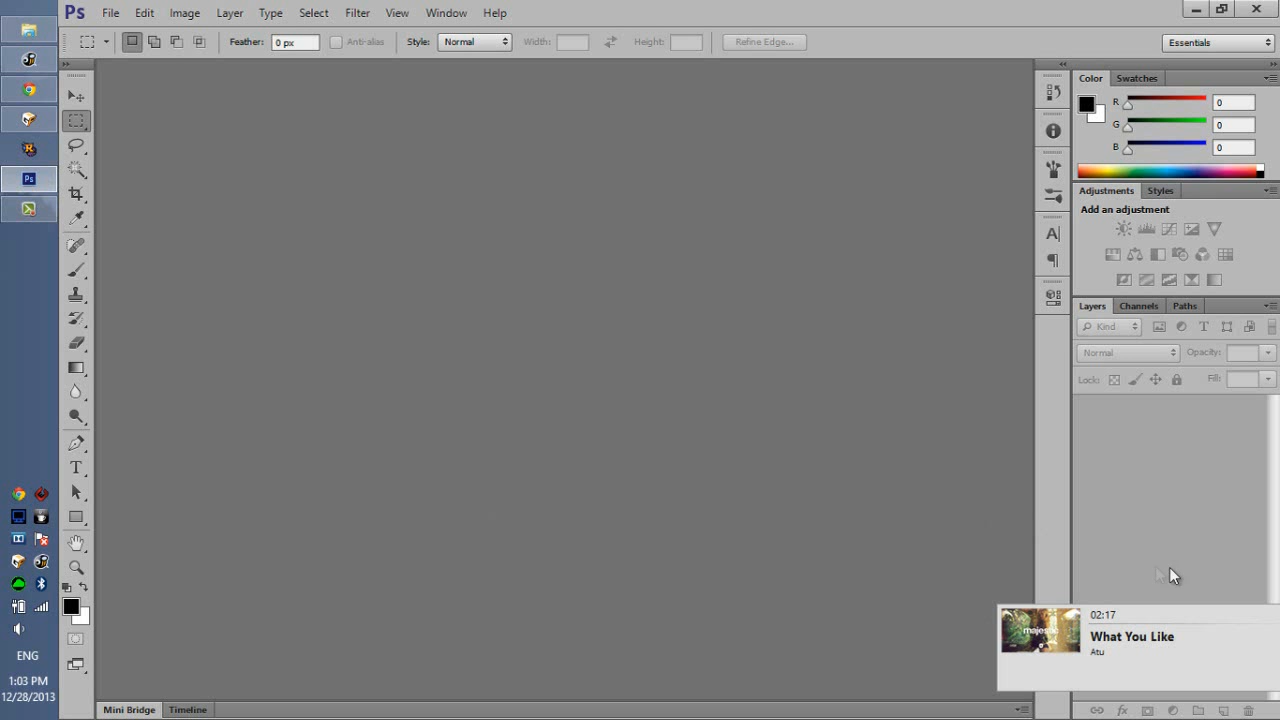 Ps File Edit Image Layer Type Select Filter View Window Help
Feather: 0 px Anti-alias Style: Normal Width: Height: Refine Edge... Essentials
Color Swatches
R 0
G 0
B 0
Adjustments Styles
Add an adjustment
Layers Channels Paths
Kind
Normal Opacity:
Lock: Fill:
02:17
What You Like
Atu
majestic
ENG
1:03 PM
12/28/2013
Mini Bridge Timeline